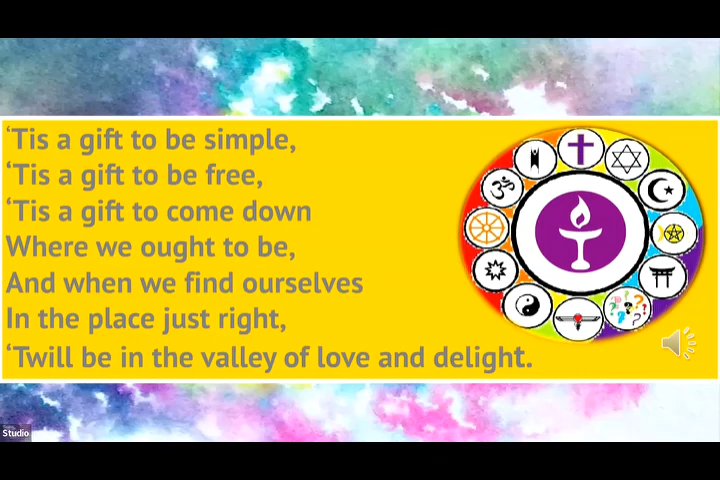 ‘Tis a gift to be simple,
‘Tis a gift to be free,
‘Tis a gift to come down
Where we ought to be,
And when we find ourselves
In the place just right,
‘Twill be in the valley of love and delight.
Studio